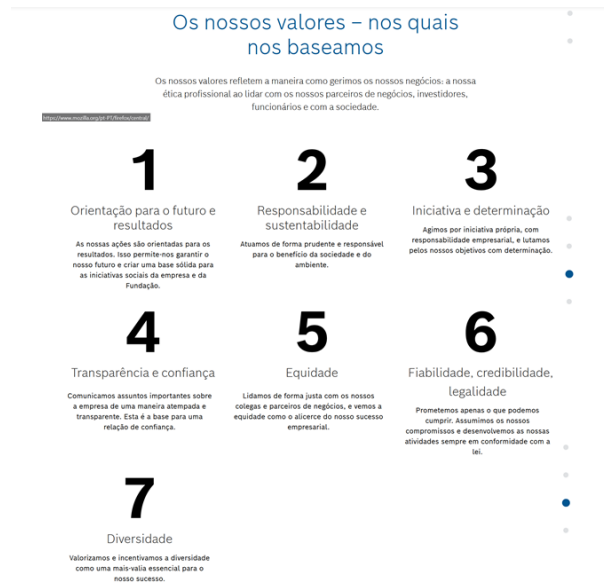 Os nossos valores – nos quais
nos baseamos
Os nossos valores refletem a maneira como gerimos os nossos negócios: a nossa
ética profissional ao lidar com os nossos parceiros de negócios, investidores,
funcionários e com a sociedade.
https://www.mozilla.org/pt-PT/firefox/central/
1
Orientação para o futuro e
resultados
As nossas ações são orientadas para os
resultados. Isso permite-nos garantir o
nosso futuro e criar uma base sólida para
as iniciativas sociais da empresa e da
Fundação.
2
Responsabilidade e
sustentabilidade
Atuamos de forma prudente e responsável
para o benefício da sociedade e do
ambiente.
3
Iniciativa e determinação
Agimos por iniciativa própria, com
responsabilidade empresarial, e lutamos
pelos nossos objetivos com determinação.
4
Transparência e confiança
Comunicamos assuntos importantes sobre
a empresa de uma maneira atempada e
transparente. Esta é a base para uma
relação de confiança.
5
Equidade
Lidamos de forma justa com os nossos
colegas e parceiros de negócios, e vemos a
equidade como o alicerce do nosso sucesso
empresarial.
6
Fiabilidade, credibilidade,
legalidade
Prometemos apenas o que podemos
cumprir. Assumimos os nossos
compromissos e desenvolvemos as nossas
atividades sempre em conformidade com a
lei.
7
Diversidade
Valorizamos e incentivamos a diversidade
como uma mais-valia essencial para o
nosso sucesso.